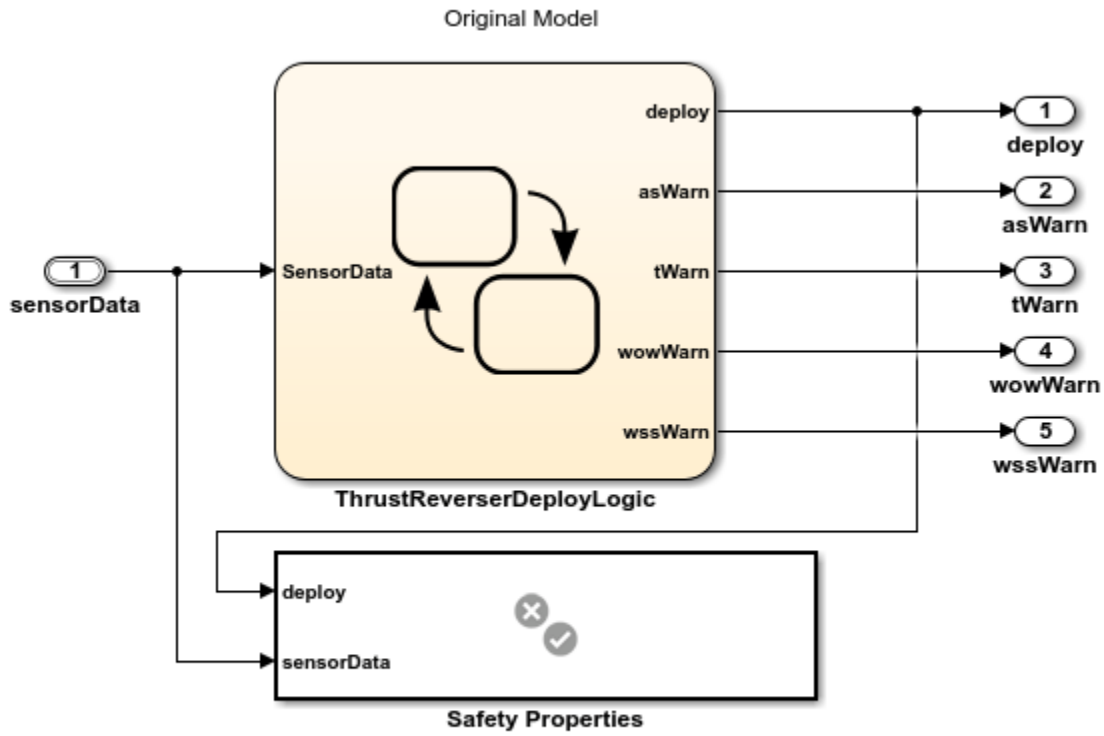 Original Model
deploy
1
deploy
asWarn
2
asWarn
1
sensorData
SensorData
tWarn
3
tWarn
wowWarn
4
wowWarn
wssWarn
5
wssWarn
ThrustReverserDeployLogic
deploy
sensorData
Safety Properties